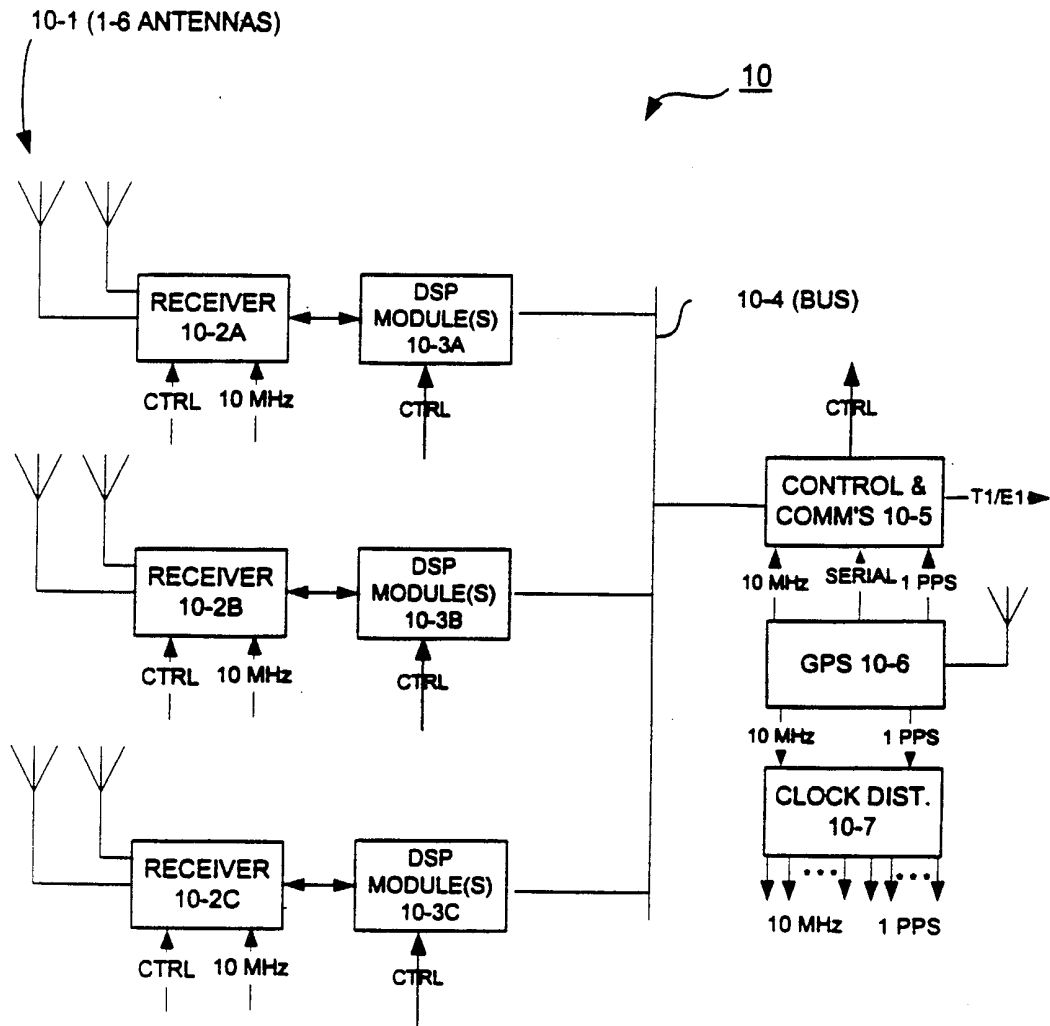 10-1 (1-6 ANTENNAS)
10
RECEIVER
10-2A
DSP
MODULE(S)
10-3A
10-4 (BUS)
CTRL
10 MHz
CTRL
CTRL
CONTROL &
COMM'S 10-5
T1/E1
RECEIVER
10-2B
DSP
MODULE(S)
10-3B
10 MHz
SERIAL
1 PPS
CTRL
10 MHz
CTRL
GPS 10-6
10 MHz
1 PPS
RECEIVER
10-2C
DSP
MODULE(S)
10-3C
CLOCK DIST.
10-7
10 MHz
1 PPS
CTRL
10 MHz
CTRL